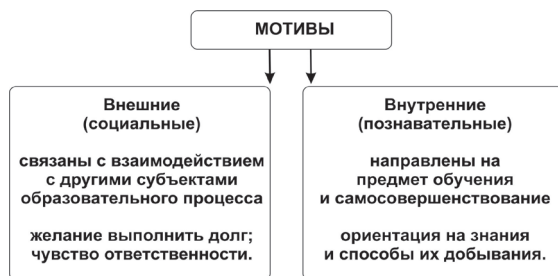 МОТИВЫ
Внешние
(социальные)
связаны с взаимодействием
с другими субъектами
образовательного процесса
желание выполнить долг;
чувство ответственности.
Внутренние
(познавательные)
направлены на
предмет обучения
и самосовершенствование
ориентация на знания
и способы их добывания.